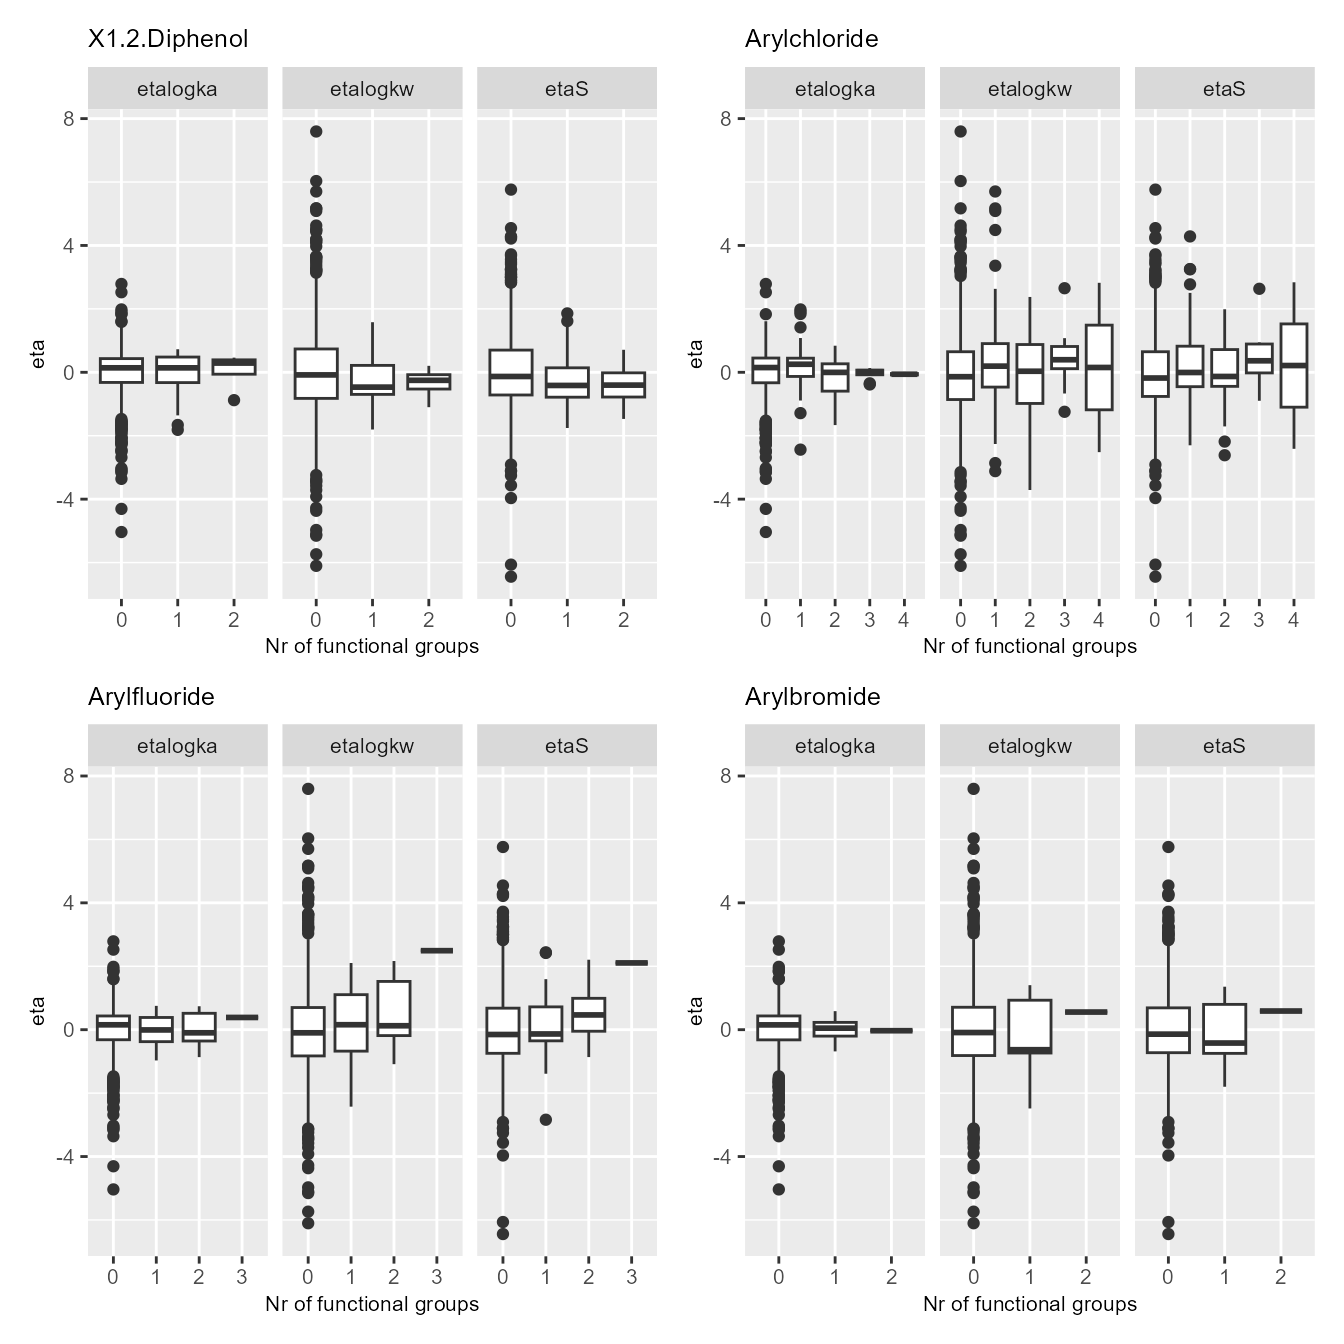 X1.2.Diphenol
etalogka etalogkw etaS
8
4
0
-4
eta
0 1 2 0 1 2 0 1 2
Nr of functional groups
Arylchloride
etalogka etalogkw etaS
8
4
0
-4
eta
0 1 2 3 4 0 1 2 3 4 0 1 2 3 4
Nr of functional groups
Arylfluoride
etalogka etalogkw etaS
8
4
0
-4
eta
0 1 2 3 0 1 2 3 0 1 2 3
Nr of functional groups
Arylbromide
etalogka etalogkw etaS
8
4
0
-4
eta
0 1 2 0 1 2 0 1 2
Nr of functional groups